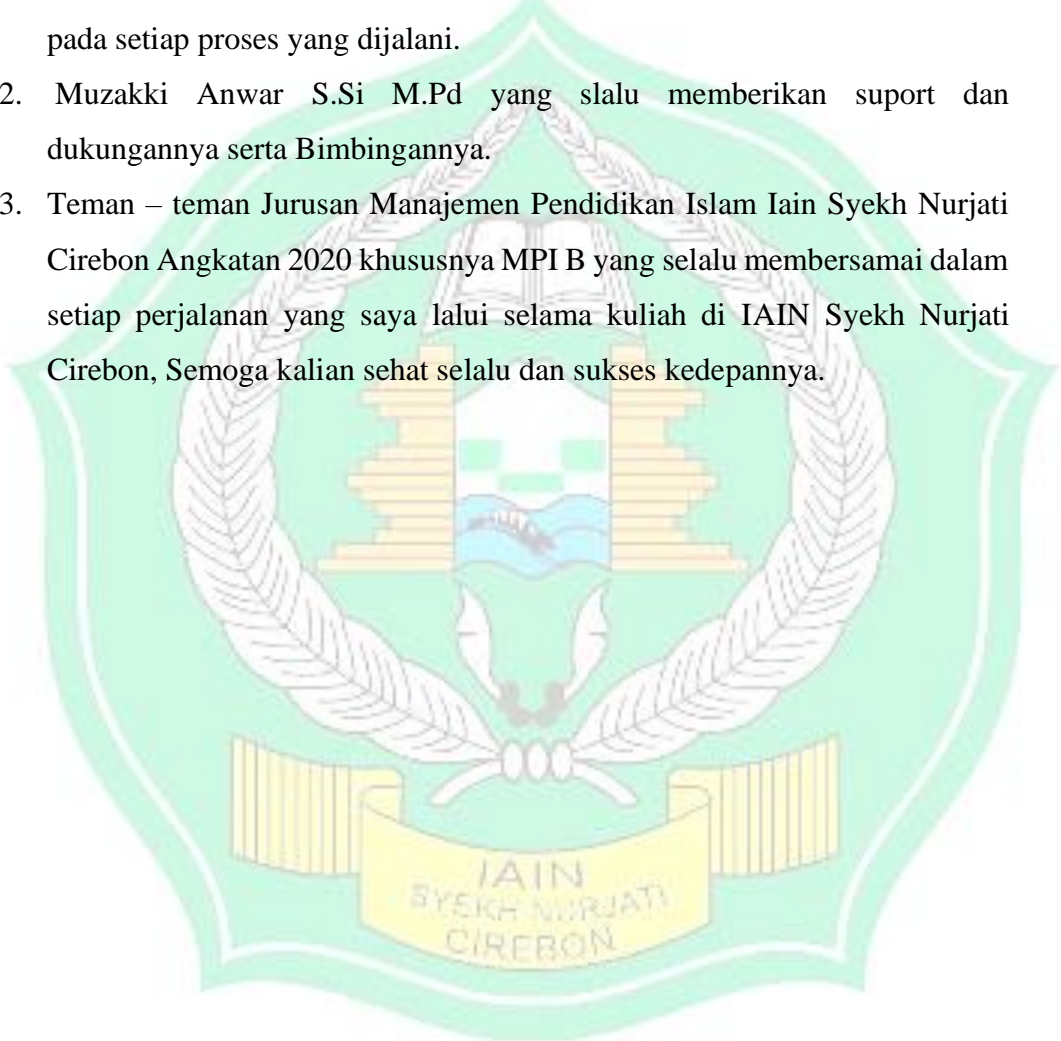 pada setiap proses yang dijalani.
2. Muzakki Anwar S.Si M.Pd yang slalu memberikan suport dan
dukungannya serta Bimbingannya.
3. Teman – teman Jurusan Manajemen Pendidikan Islam Iain Syekh Nurjati
Cirebon Angkatan 2020 khususnya MPI B yang selalu membersamai dalam
setiap perjalanan yang saya lalui selama kuliah di IAIN Syekh Nurjati
Cirebon, Semoga kalian sehat selalu dan sukses kedepannya.
IAIN
SYEKH NURJATI
CIREBON